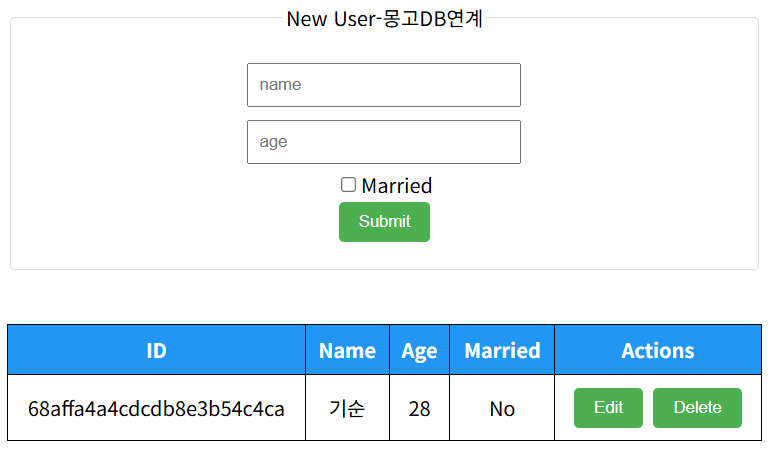 New User-몽고DB연계
name
age
Married
Submit
ID Name Age Married Actions
68affa4a4cdcdb8e3b54c4ca 기순 28 No Edit Delete